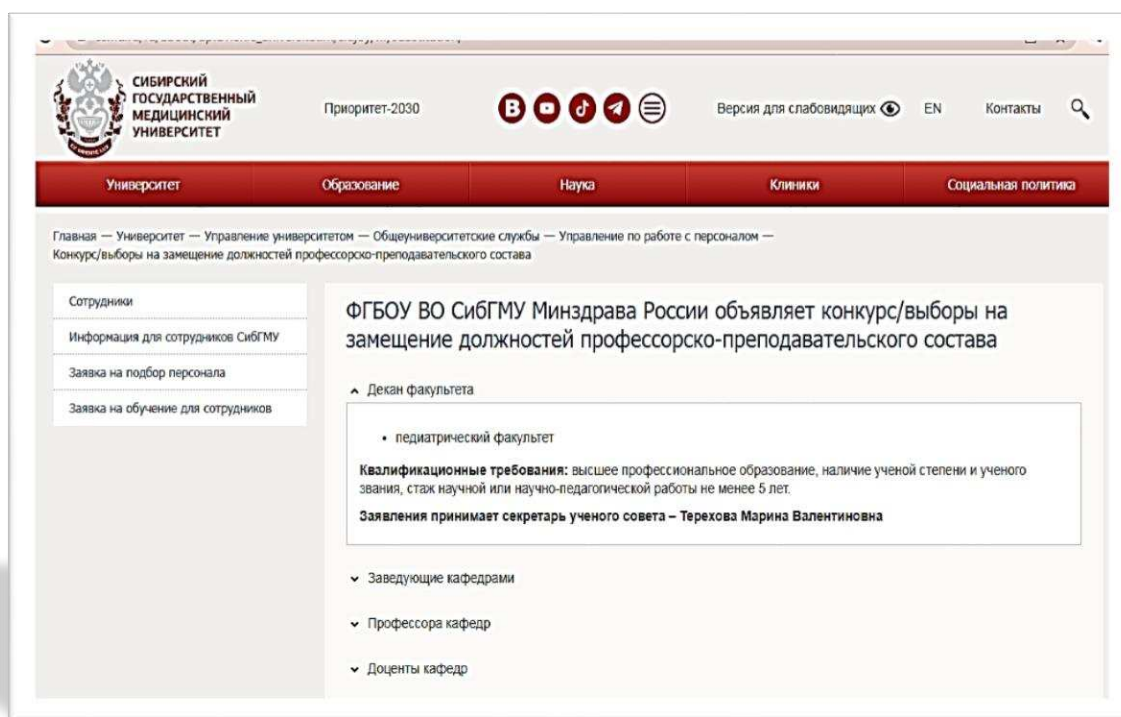 СИБИРСКИЙ
ГОСУДАРСТВЕННЫЙ
МЕДИЦИНСКИЙ
УНИВЕРСИТЕТ
Приоритет-2030
Версия для слабовидящих
EN
Контакты
Университет
Образование
Наука
Клиники
Социальная политика
Главная — Университет — Управление университетом — Общеуниверситетские службы — Управление по работе с персоналом —
Конкурс/выборы на замещение должностей профессорско-преподавательского состава
Сотрудники
Информация для сотрудников СибГМУ
Заявка на подбор персонала
Заявка на обучение для сотрудников
ФГБОУ ВО СибГМУ Минздрава России объявляет конкурс/выборы на
замещение должностей профессорско-преподавательского состава
Декан факультета
• педиатрический факультет
Квалификационные требования: высшее профессиональное образование, наличие ученой степени и ученого
звания, стаж научной или научно-педагогической работы не менее 5 лет.
Заявления принимает секретарь ученого совета – Терехова Марина Валентиновна
Заведующие кафедрами
Профессора кафедр
Доценты кафедр